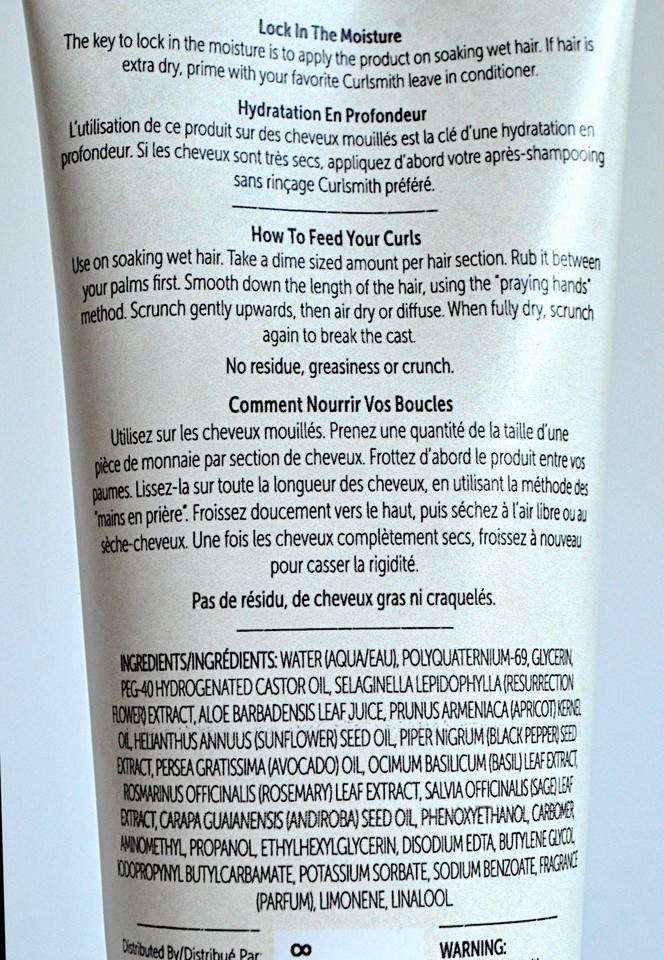 Lock In The Moisture
The key to lock in the moisture is to apply the product on soaking wet hair. If hair is
extra dry, prime with your favorite Curlsmith leave in conditioner.
Hydratation En Profondeur
L'utilisation de ce produit sur des cheveux mouillés est la clé d'une hydratation en
profondeur. Si les cheveux sont très secs, appliquez d'abord votre après-shampooing
sans rinçage Curlsmith préféré.
How To Feed Your Curls
Use on soaking wet hair. Take a dime sized amount per hair section. Rub it between
your palms first. Smooth down the length of the hair, using the "praying hands"
method. Scrunch gently upwards, then air dry or diffuse. When fully dry, scrunch
again to break the cast.
No residue, greasiness or crunch.
Comment Nourrir Vos Boucles
Utilisez sur les cheveux mouillés. Prenez une quantité de la taille d'une
pièce de monnaie par section de cheveux. Frottez d'abord le produit entre vos
paumes. Lissez-la sur toute la longueur des cheveux, en utilisant la méthode des
"mains en prière". Froissez doucement vers le haut, puis séchez à l'air libre ou au
sèche-cheveux. Une fois les cheveux complètement secs, froissez à nouveau
pour casser la rigidité.
Pas de résidu, de cheveux gras ni craquelés.
INGREDIENTS/INGRÉDIENTS: WATER (AQUA/EAU), POLYQUATERNIUM-69, GLYCERIN,
PEG-40 HYDROGENATED CASTOR OIL, SELAGINELLA LEPIDOPHYLLA (RESURRECTION
FLOWER) EXTRACT, ALOE BARBADENSIS LEAF JUICE, PRUNUS ARMENIACA (APRICOT) KERNEL
OIL, HELIANTHUS ANNUUS (SUNFLOWER) SEED OIL, PIPER NIGRUM (BLACK PEPPER) SEED
EXTRACT, PERSEA GRATISSIMA (AVOCADO) OIL, OCIMUM BASILICUM (BASIL) LEAF EXTRACT,
ROSMARINUS OFFICINALIS (ROSEMARY) LEAF EXTRACT, SALVIA OFFICINALIS (SAGE) LEAF
EXTRACT, CARAPA GUAIANENSIS (ANDIROBA) SEED OIL, PHENOXYETHANOL, CARBOMER
AMINOMETHYL, PROPANOL, ETHYLHEXYLGLYCERIN, DISODIUM EDTA, BUTYLENE GLYCOL
IODOPROPYNYL BUTYLCARBAMATE, POTASSIUM SORBATE, SODIUM BENZOATE, FRAGRANCE
(PARFUM), LIMONENE, LINALOOL.
Distributed By/Distribué Par:
WARNING: